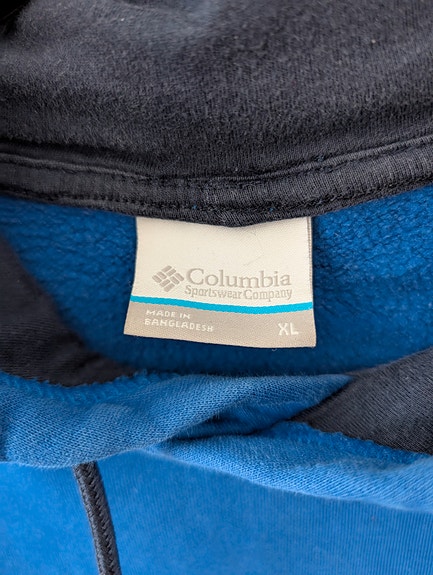 Columbia
Sportswear Company
MADE IN
BANGLADESH
XL